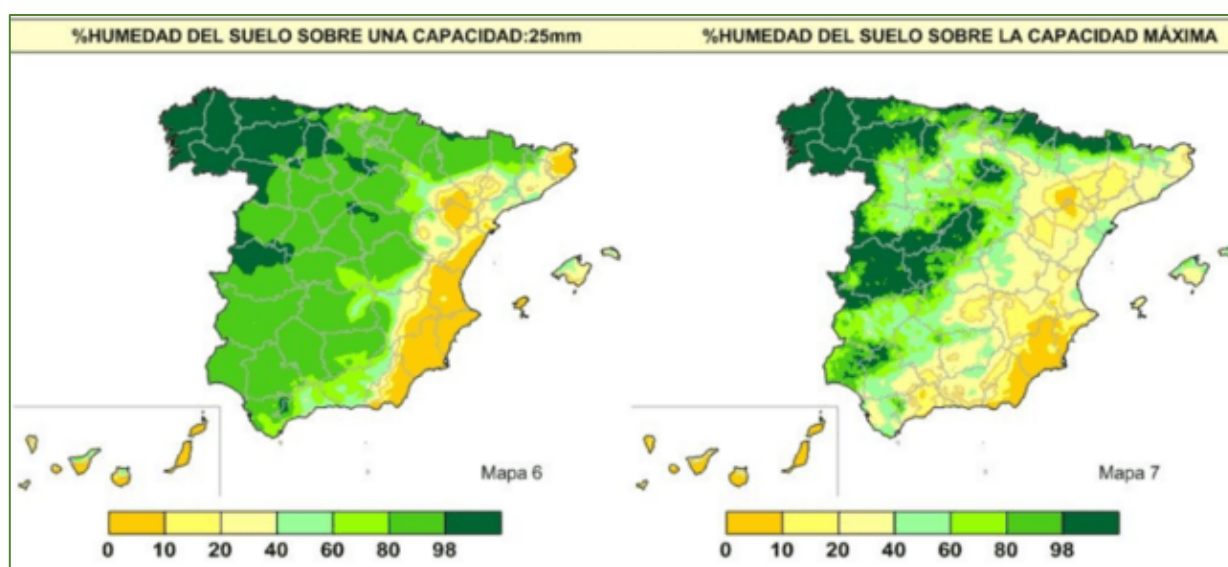 %HUMEDAD DEL SUELO SOBRE UNA CAPACIDAD:25mm
%HUMEDAD DEL SUELO SOBRE LA CAPACIDAD MÁXIMA
Mapa 6
Mapa 7
0 10 20 40 60 80 98
0 10 20 40 60 80 98